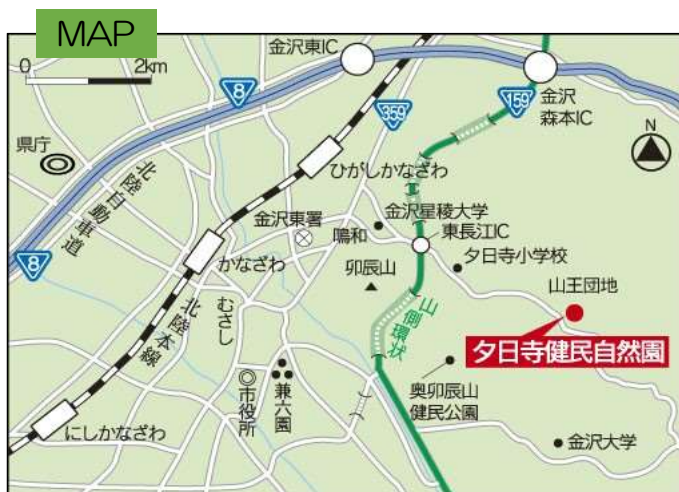 MAP
0 2km
金沢東IC
8
359
159
金沢
森本IC
N
県庁
北陸自動車道
ひがしかなざわ
金沢星稜大学
金沢東署
鳴和
東長江IC
夕日寺小学校
8
かなざわ
卯辰山
山王団地
北陸本線
むさし
山側環状
夕日寺健民自然園
市役所
兼六園
奥卯辰山
健民公園
にしかなざわ
金沢大学